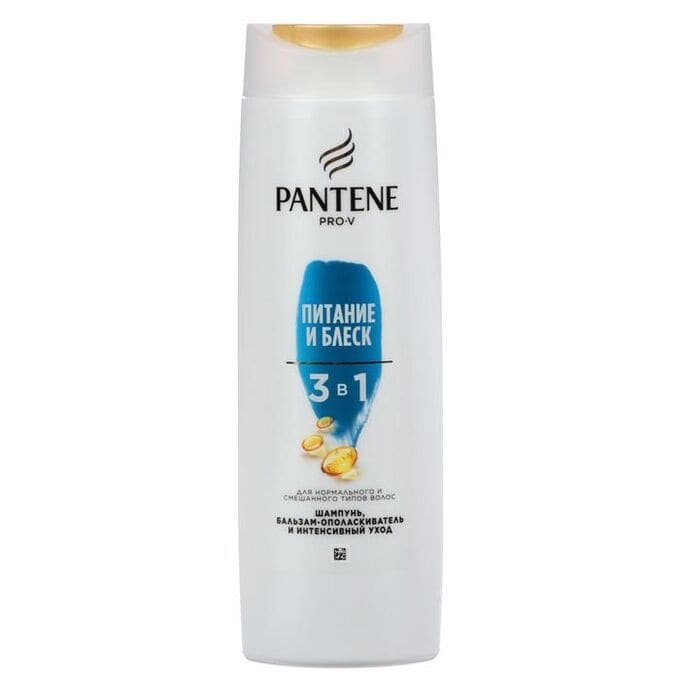 PANTENE
PRO-V
ПИТАНИЕ
И БЛЕСК
3 В 1
ДЛЯ НОРМАЛЬНОГО И
СМЕШАННОГО ТИПОВ ВОЛОС
ШАМПУНЬ,
БАЛЬЗАМ-ОПОЛАСКИВАТЕЛЬ
И ИНТЕНСИВНЫЙ УХОД